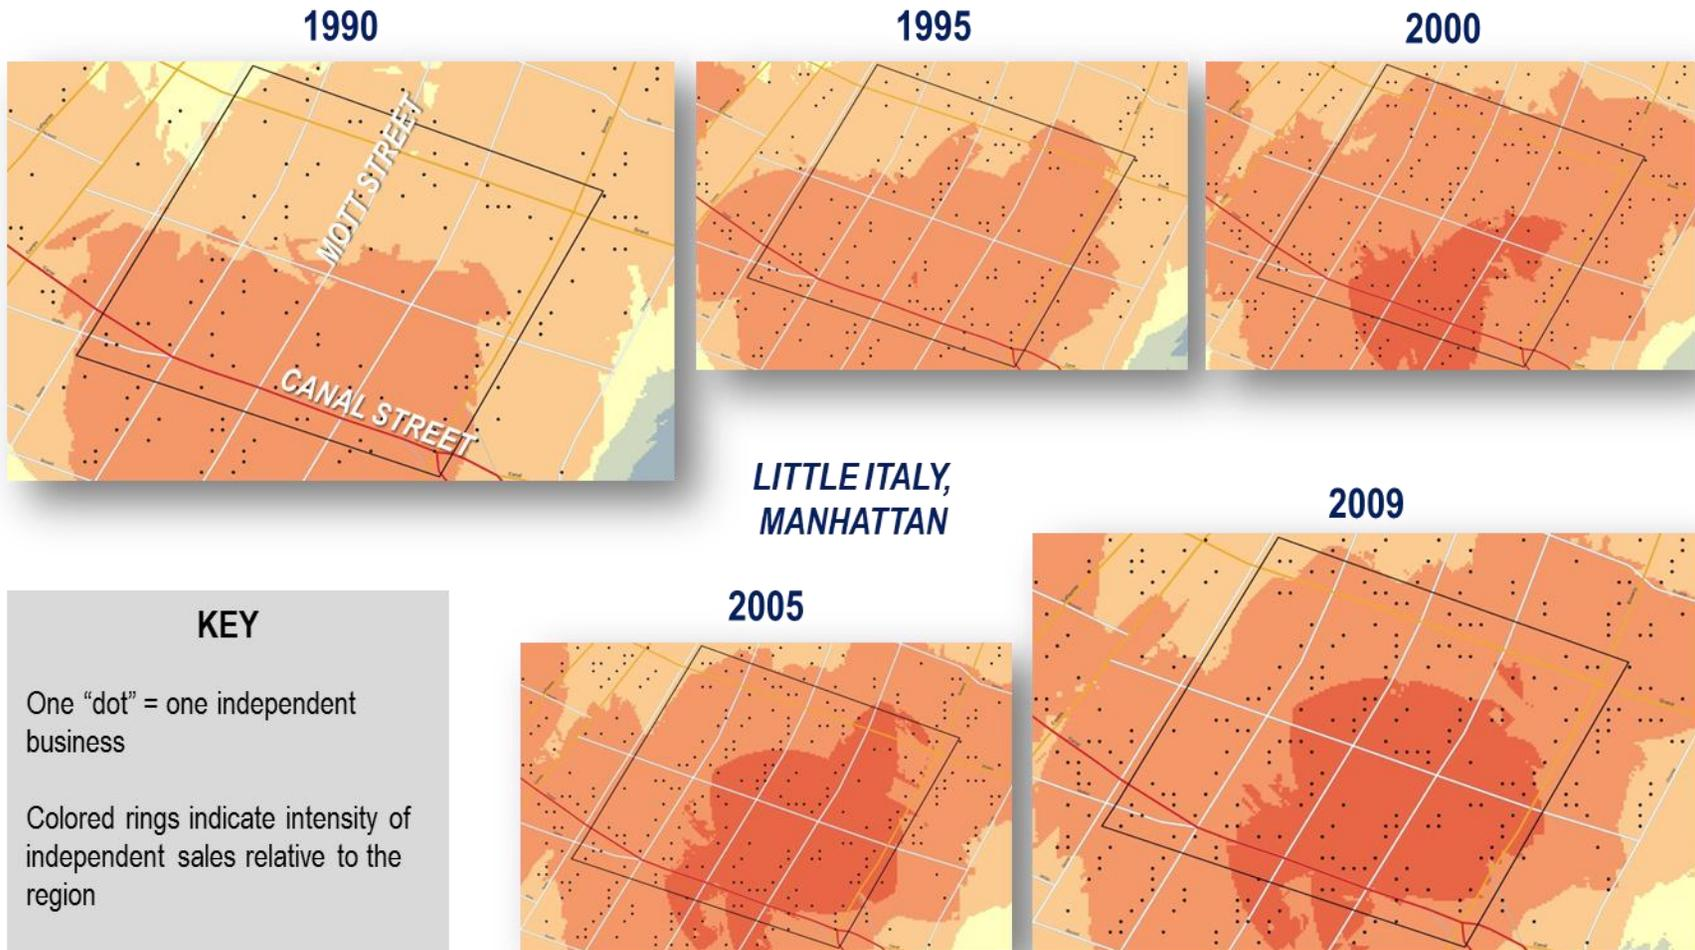 1990
1995
2000
MOTT STREET
CANAL STREET
LITTLE ITALY,
MANHATTAN
2009
2005
KEY
One “dot” = one independent
business
Colored rings indicate intensity of
independent sales relative to the
region